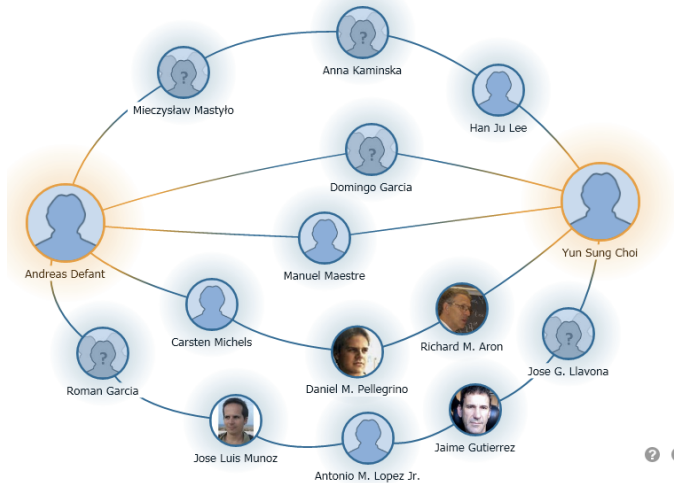 Anna Kaminska
Mieczysław Mastyło
Han Ju Lee
Domingo Garcia
Yun Sung Choi
Andreas Defant
Manuel Maestre
Carsten Michels
Richard M. Aron
Jose G. Llavona
Roman Garcia
Daniel M. Pellegrino
Jaime Gutierrez
Jose Luis Munoz
Antonio M. Lopez Jr.